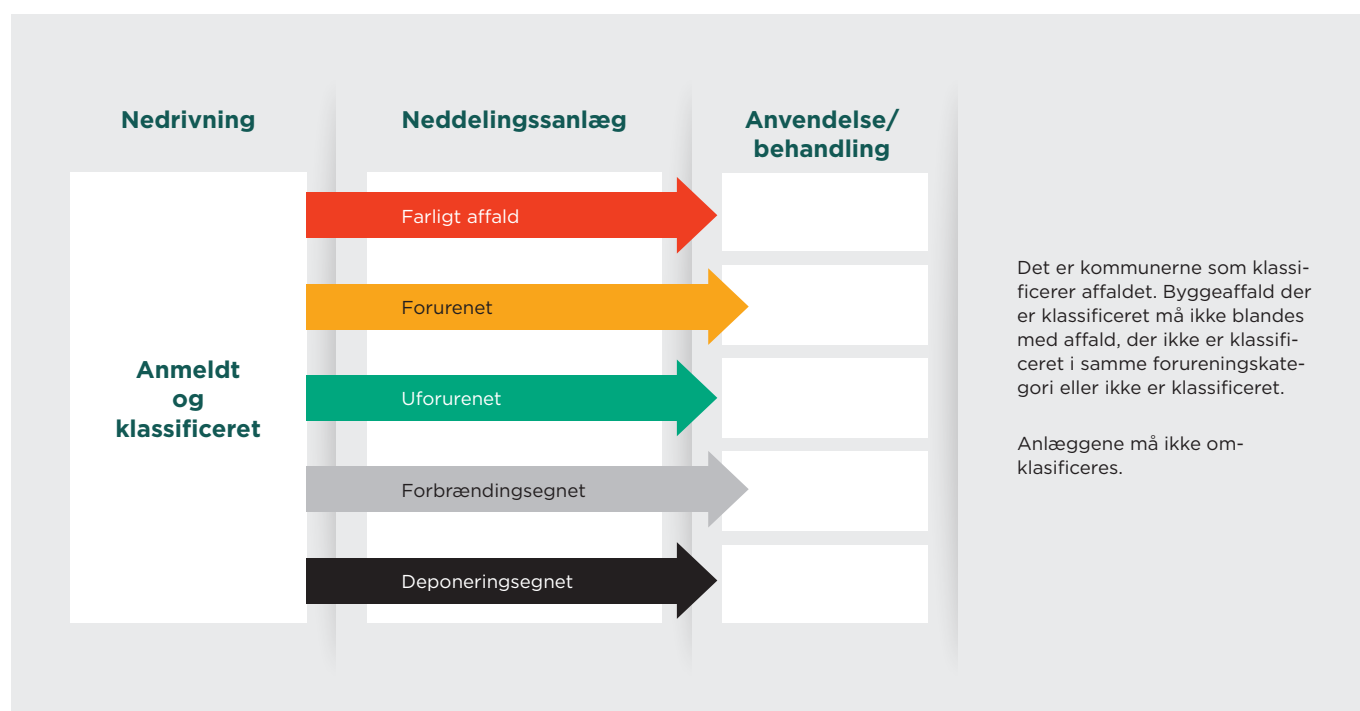 Nedrivning
Neddelingssanlæg
Anvendelse/
behandling
Anmeldt
og
klassificeret
Farligt affald
Forurenet
Uforurenet
Forbrændingsegnet
Deponeringsegnet
Det er kommunerne som klassi-
ficerer affaldet. Byggeaffald der
er klassificeret må ikke blandes
med affald, der ikke er klassifi-
ceret i samme forureningskate-
gori eller ikke er klassificeret.
Anlæggene må ikke om-
klasificeres.